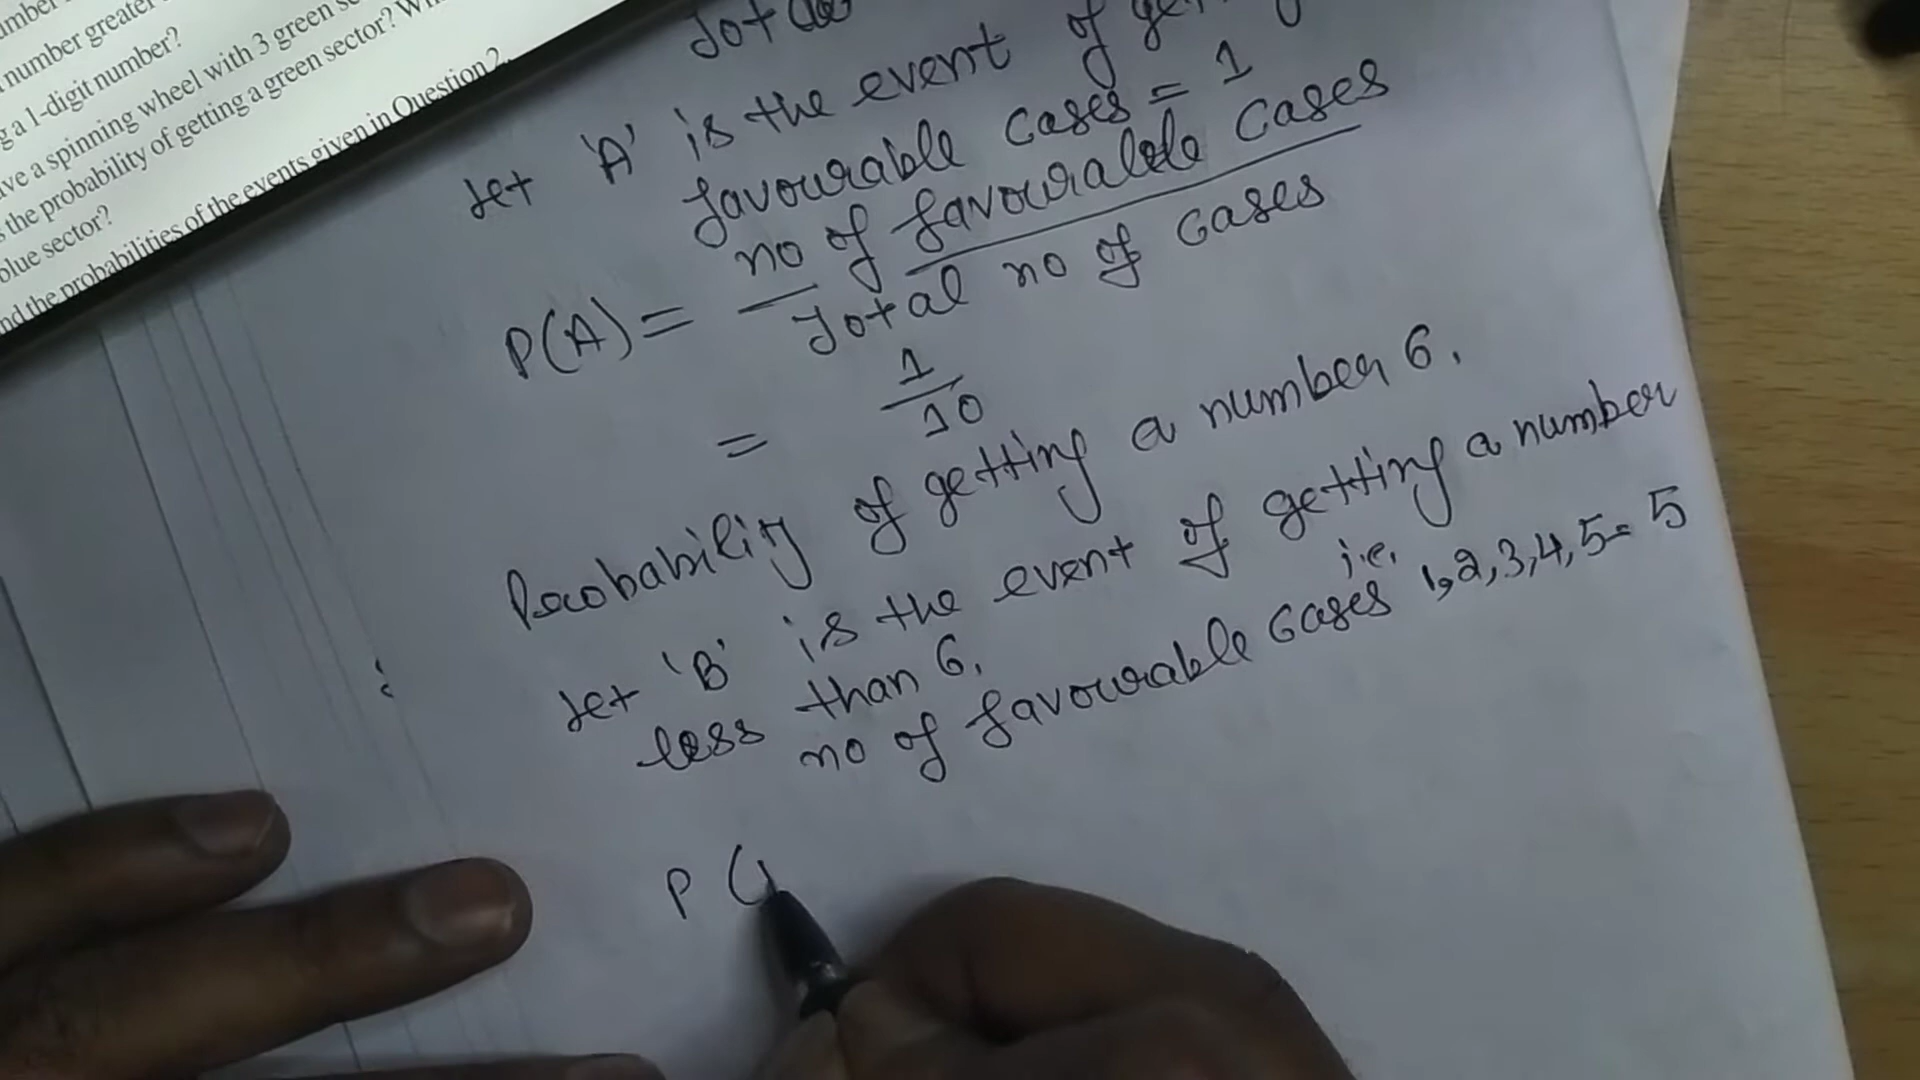 number greater
g a 1-digit number?
ve a spinning wheel with 3 green
the probability of getting a green sector?
blue sector?
nd the probabilities of the events given in Question 2.
Total
Let 'A' is the event of
favourable cases = 1
P(A) = no of favourable cases
Total no of cases
= 1
10
Probability of getting a number 6.
Let 'B' is the event of getting a number
less than 6.
i.e.
no of favourable cases 1,2,3,4,5 = 5
P (